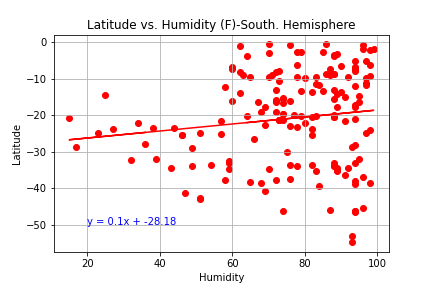 Latitude vs. Humidity (F)-South. Hemisphere
0
−10
−20
−30
−40
−50
Latitude
y = 0.1x + -28.18
20 40 60 80 100
Humidity